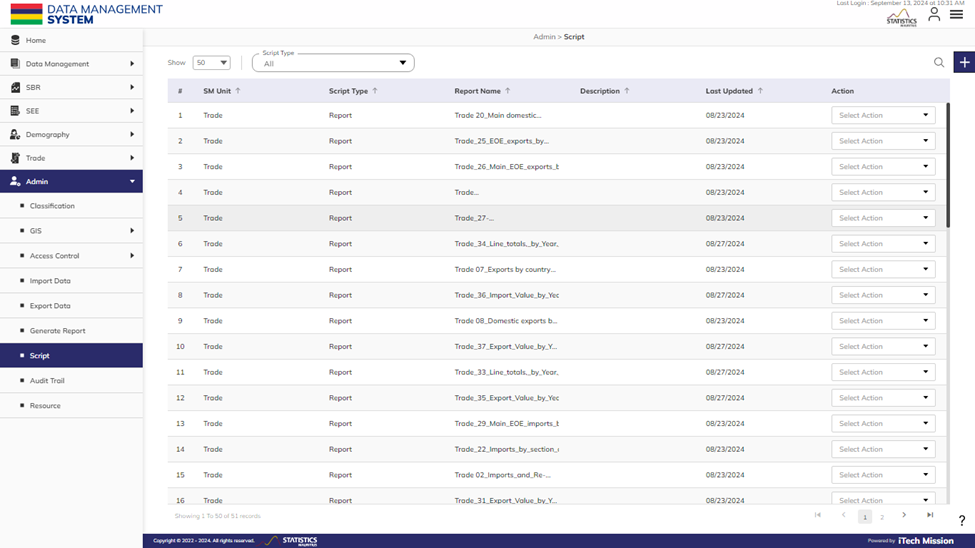 DATA MANAGEMENT
SYSTEM
Last Login : September 13, 2024 at 10:31 AM
STATISTICS
MAURITIUS
Home
Data Management
SBR
SEE
Demography
Trade
Admin
Classification
GIS
Access Control
Import Data
Export Data
Generate Report
Script
Audit Trail
Resource
Admin > Script
Show 50
Script Type
All
# SM Unit Script Type Report Name Description Last Updated Action
1 Trade Report Trade 20_Main domestic... 08/23/2024 Select Action
2 Trade Report Trade_25_EOE_exports_by... 08/23/2024 Select Action
3 Trade Report Trade_26_Main_EOE_exports_b 08/23/2024 Select Action
4 Trade Report Trade... 08/23/2024 Select Action
5 Trade Report Trade_27-... 08/23/2024 Select Action
6 Trade Report Trade_34_Line_totals,_by_Year, 08/27/2024 Select Action
7 Trade Report Trade 07_Exports by country... 08/23/2024 Select Action
8 Trade Report Trade_36_Import_Value_by_Yec 08/27/2024 Select Action
9 Trade Report Trade 08_Domestic exports b... 08/23/2024 Select Action
10 Trade Report Trade_37_Export_Value_by_Y... 08/27/2024 Select Action
11 Trade Report Trade_33_Line_totals,_by_Year, 08/27/2024 Select Action
12 Trade Report Trade_35_Export_Value_by_Yec 08/27/2024 Select Action
13 Trade Report Trade_29_Main_EOE_imports_b 08/23/2024 Select Action
14 Trade Report Trade_22_Imports_by_section_ 08/23/2024 Select Action
15 Trade Report Trade 02_Imports_and_Re-... 08/23/2024 Select Action
16 Trade Report Trade_31_Export_Value_by_Y... 08/23/2024 Select Action
Showing 1 To 50 of 51 records
1 2
?
Copyright © 2022 - 2024. All rights reserved.
STATISTICS
MAURITIUS
Powered by iTech Mission